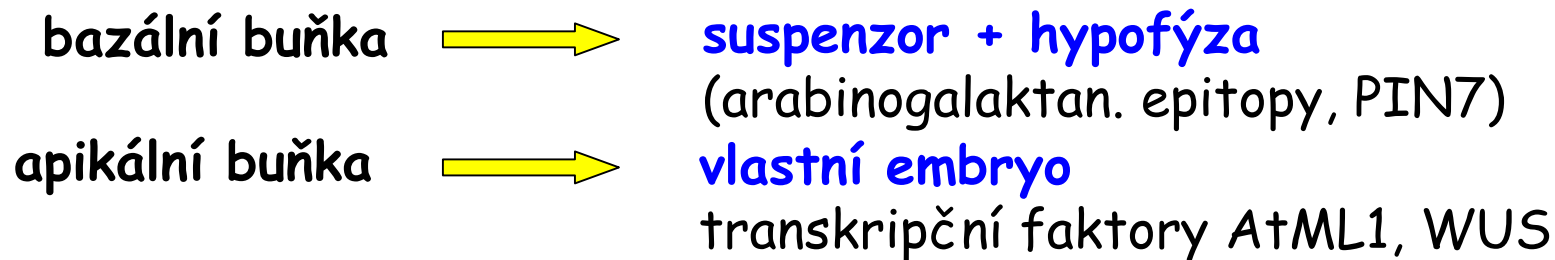 bazální buňka suspenzor + hypofýza
(arabinogalaktan. epitopy, PIN7)
apikální buňka vlastní embryo
transkripční faktory AtML1, WUS